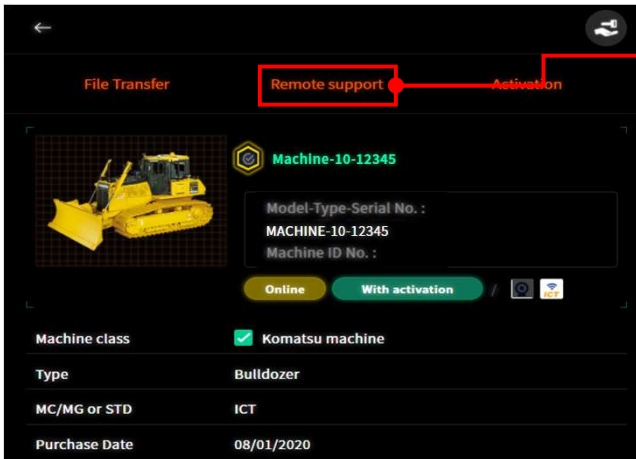 File Transfer Remote support Activation
Machine-10-12345
Model-Type-Serial No. :
MACHINE-10-12345
Machine ID No. :
Online With activation / ICT
Machine class Komatsu machine
Type Bulldozer
MC/MG or STD ICT
Purchase Date 08/01/2020